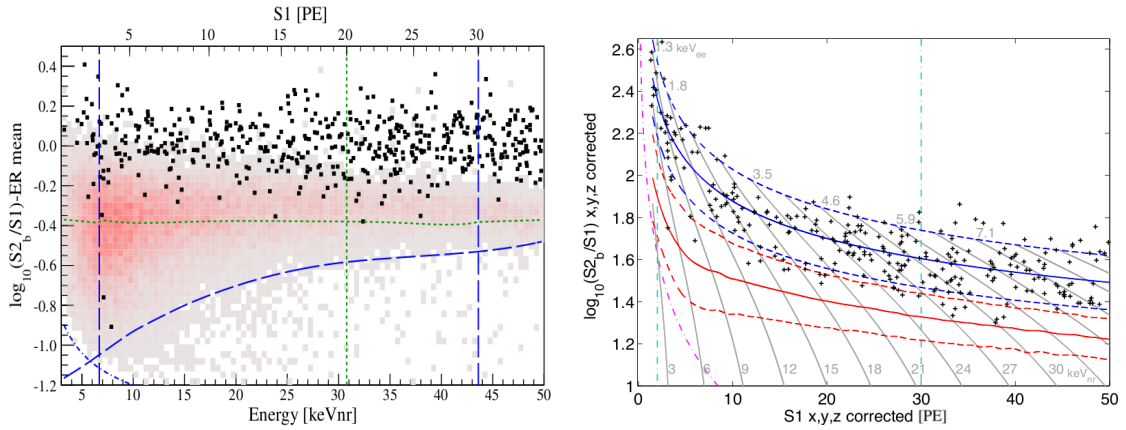 S1 [PE]
5 10 15 20 25 30
log10(S2b/S1)-ER mean
0.4
0.2
0.0
-0.2
-0.4
-0.6
-0.8
-1.0
-1.2
5 10 15 20 25 30 35 40 45 50
Energy [keVnr]
log10(S2b/S1) x,y,z corrected
2.6
2.4
2.2
2
1.8
1.6
1.4
1.2
1
1.3 keVee
1.8
3.5
4.6
5.9
7.1
3 6 9 12 15 18 21 24 27 30 keVnr
0 10 20 30 40 50
S1 x,y,z corrected [PE]